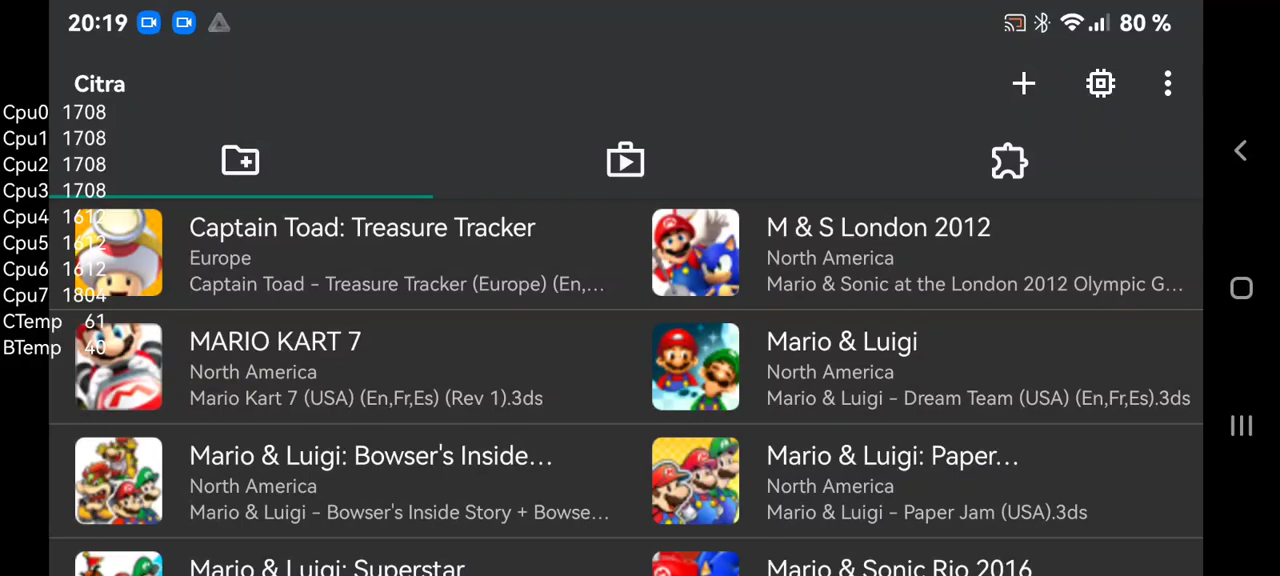 20:19 80 %
Citra
Cpu0 1708
Cpu1 1708
Cpu2 1708
Cpu3 1708
Cpu4 1612
Cpu5 1612
Cpu6 1612
Cpu7 1804
CTemp 61
BTemp 40
Captain Toad: Treasure Tracker
Europe
Captain Toad - Treasure Tracker (Europe) (En,...
M & S London 2012
North America
Mario & Sonic at the London 2012 Olympic G...
MARIO KART 7
North America
Mario Kart 7 (USA) (En,Fr,Es) (Rev 1).3ds
Mario & Luigi
North America
Mario & Luigi - Dream Team (USA) (En,Fr,Es).3ds
Mario & Luigi: Bowser's Inside...
North America
Mario & Luigi - Bowser's Inside Story + Bowse...
Mario & Luigi: Paper...
North America
Mario & Luigi - Paper Jam (USA).3ds
Mario & Luigi: Superstar
Mario & Sonic Rio 2016